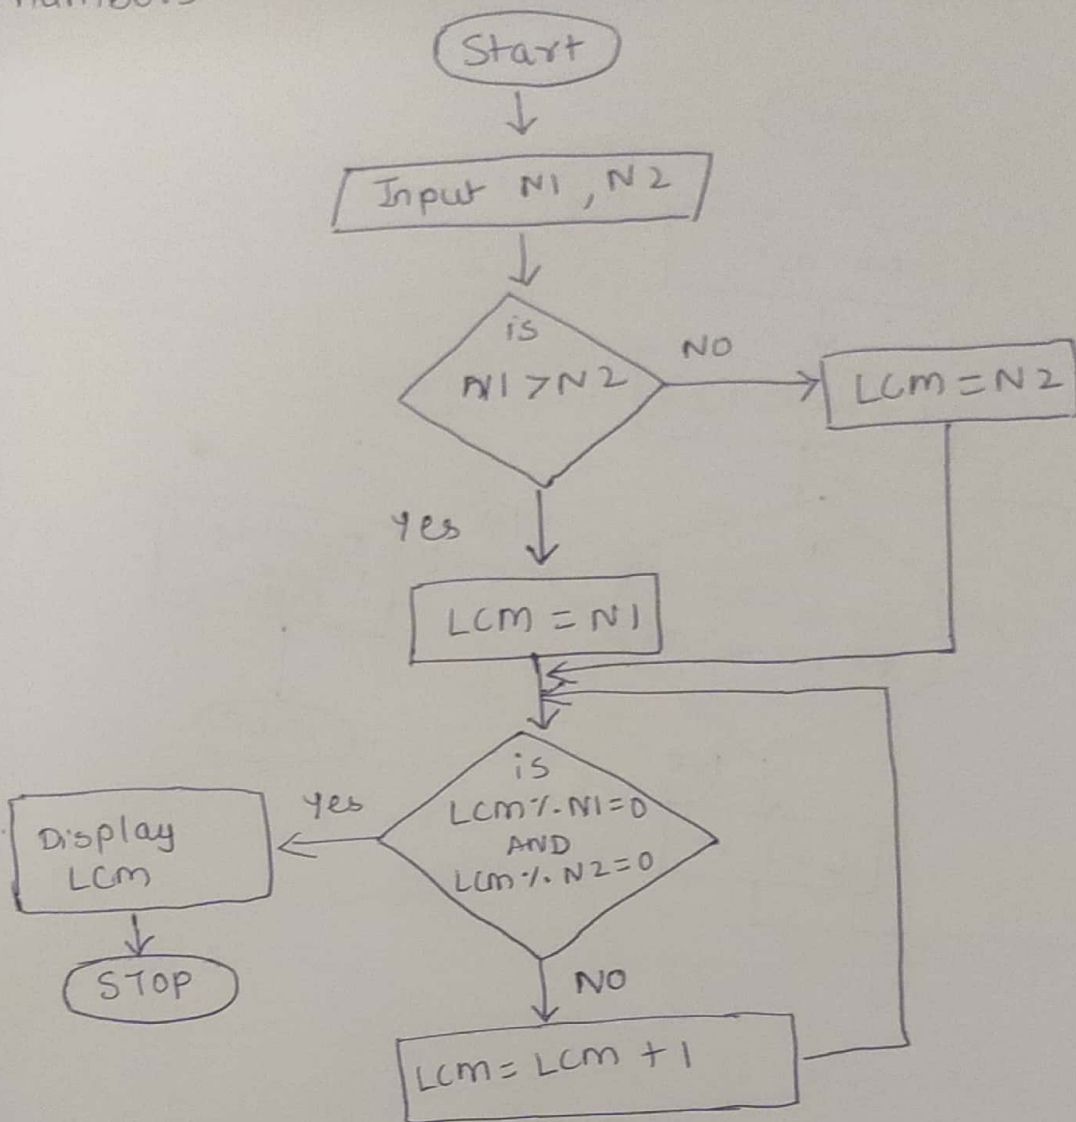 Start
Input N1, N2
is
N1 > N2
NO
LCM = N2
Yes
LCM = N1
is
LCM % N1 = 0
AND
LCM % N2 = 0
Yes
Display
LCM
STOP
NO
LCM = LCM + 1